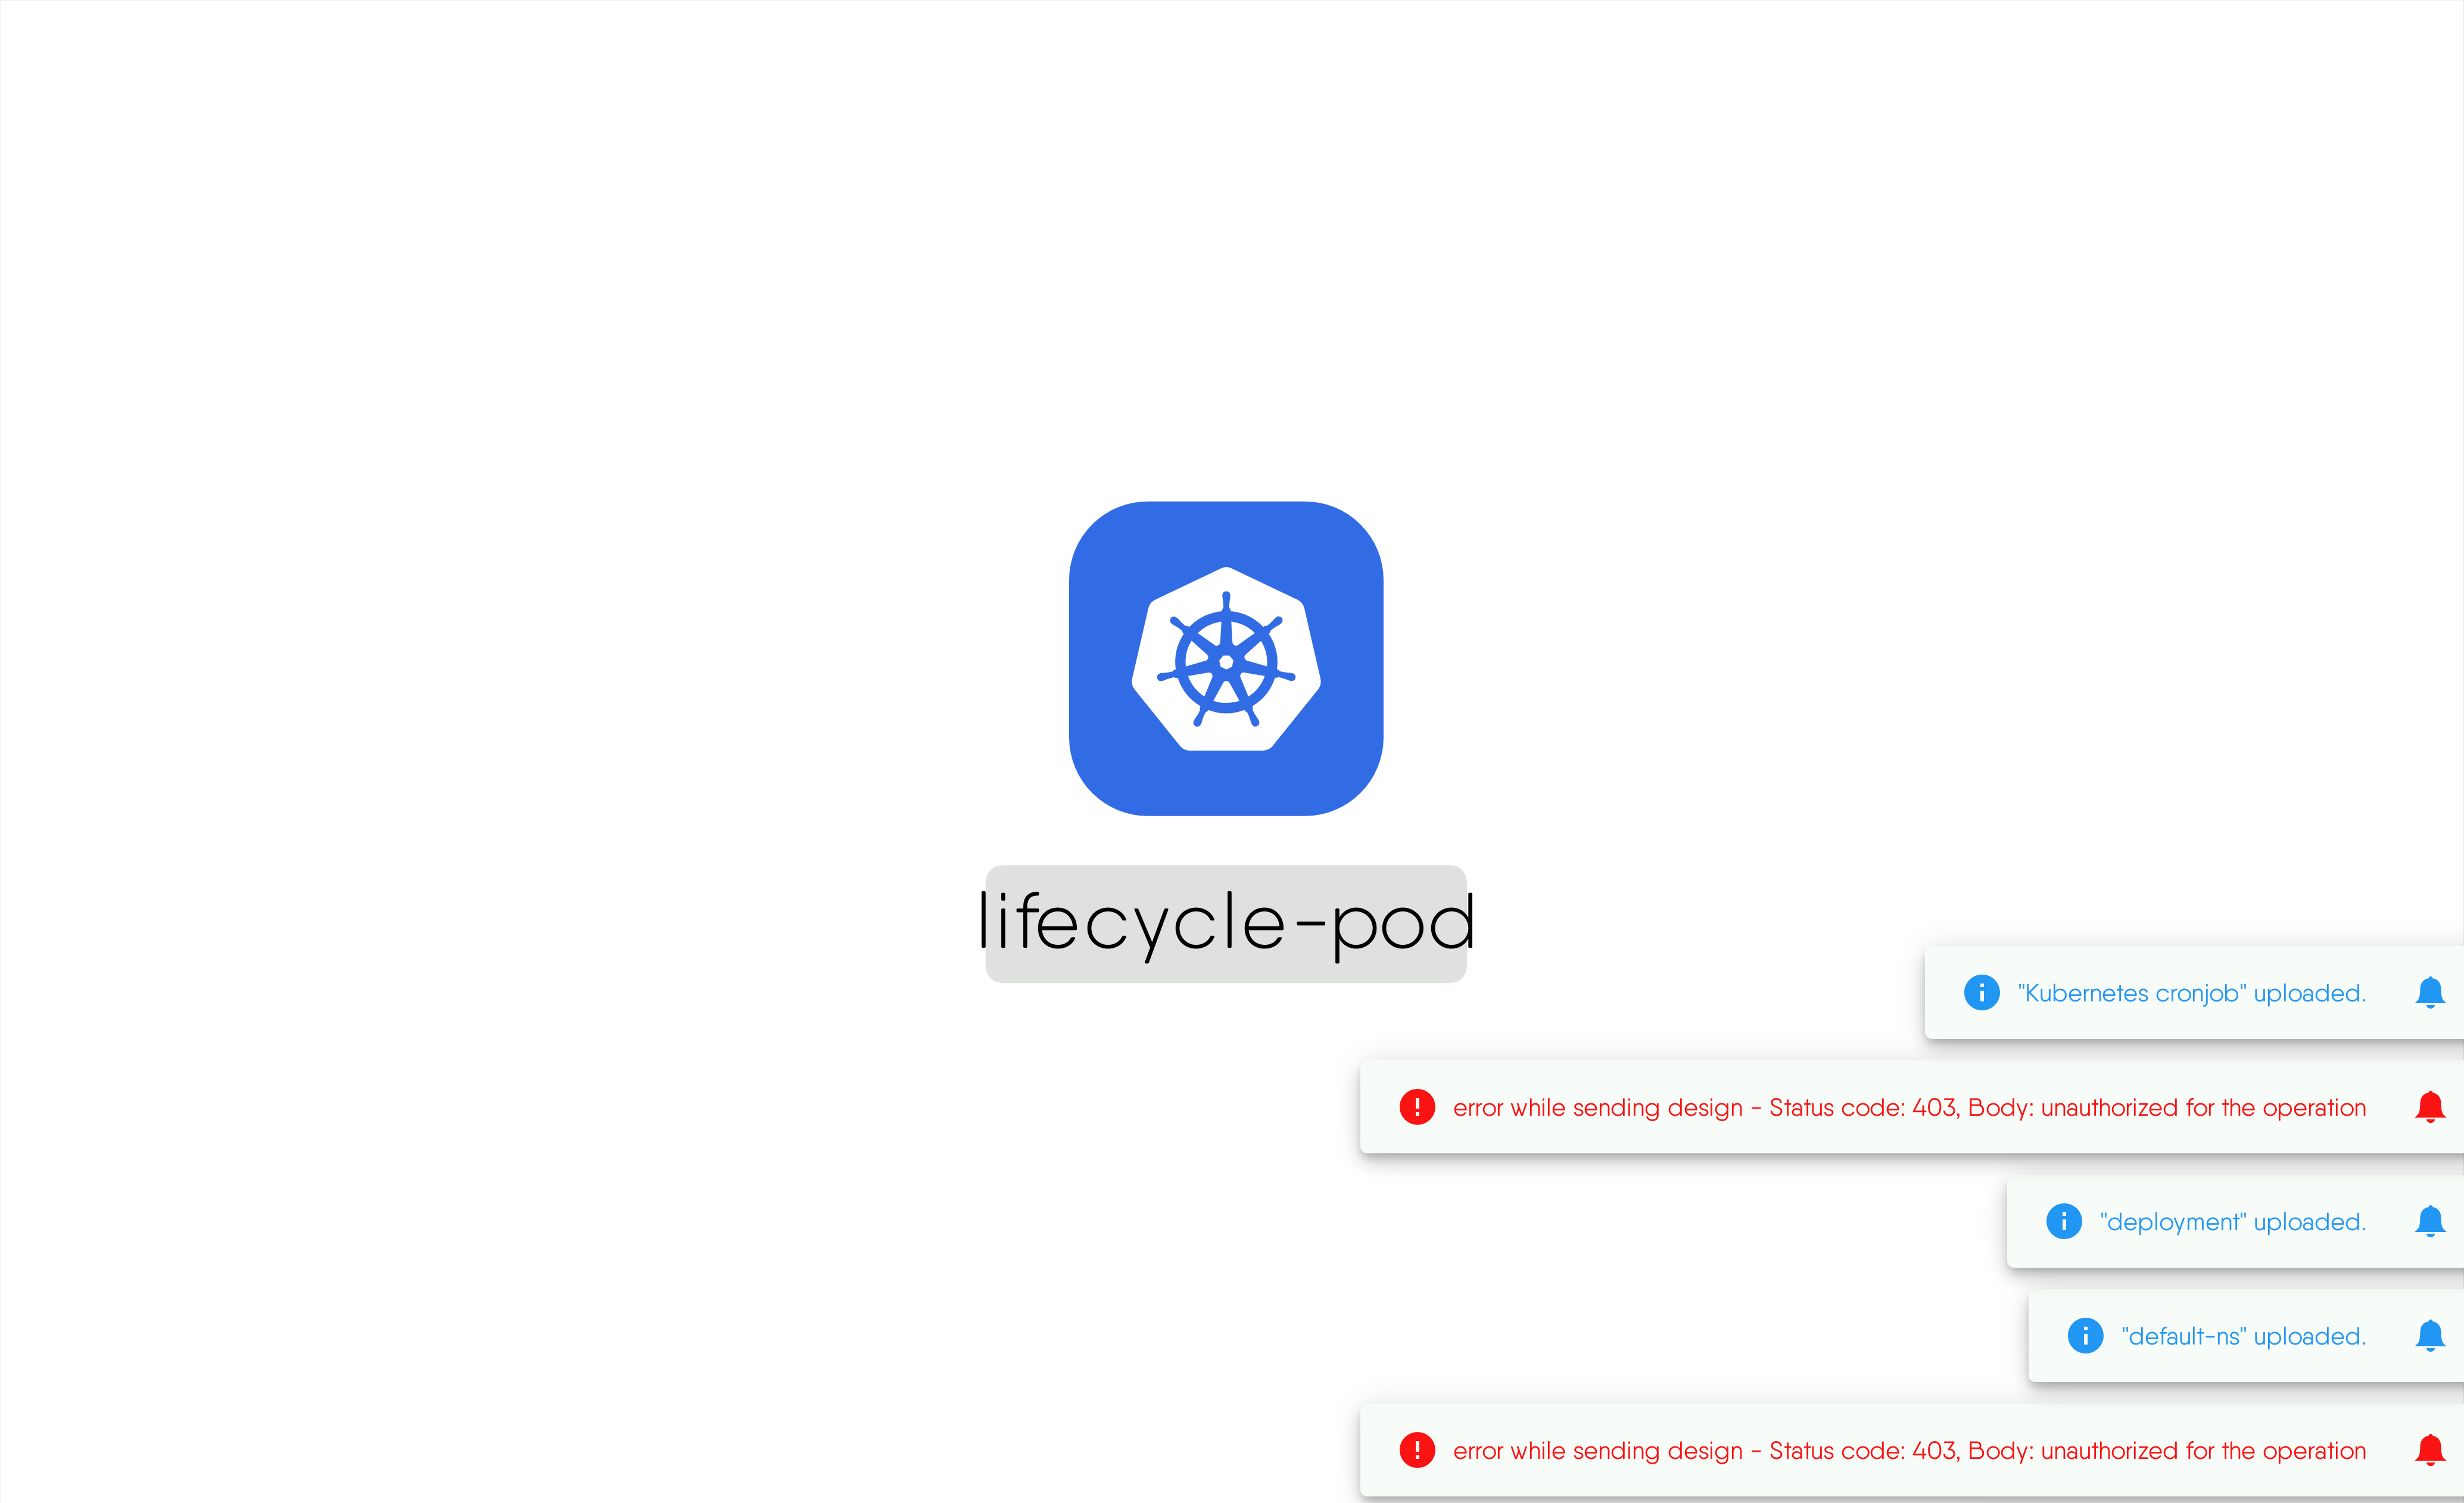 lifecycle-pod
"Kubernetes cronjob" uploaded.
error while sending design - Status code: 403, Body: unauthorized for the operation
"deployment" uploaded.
"default-ns" uploaded.
error while sending design - Status code: 403, Body: unauthorized for the operation